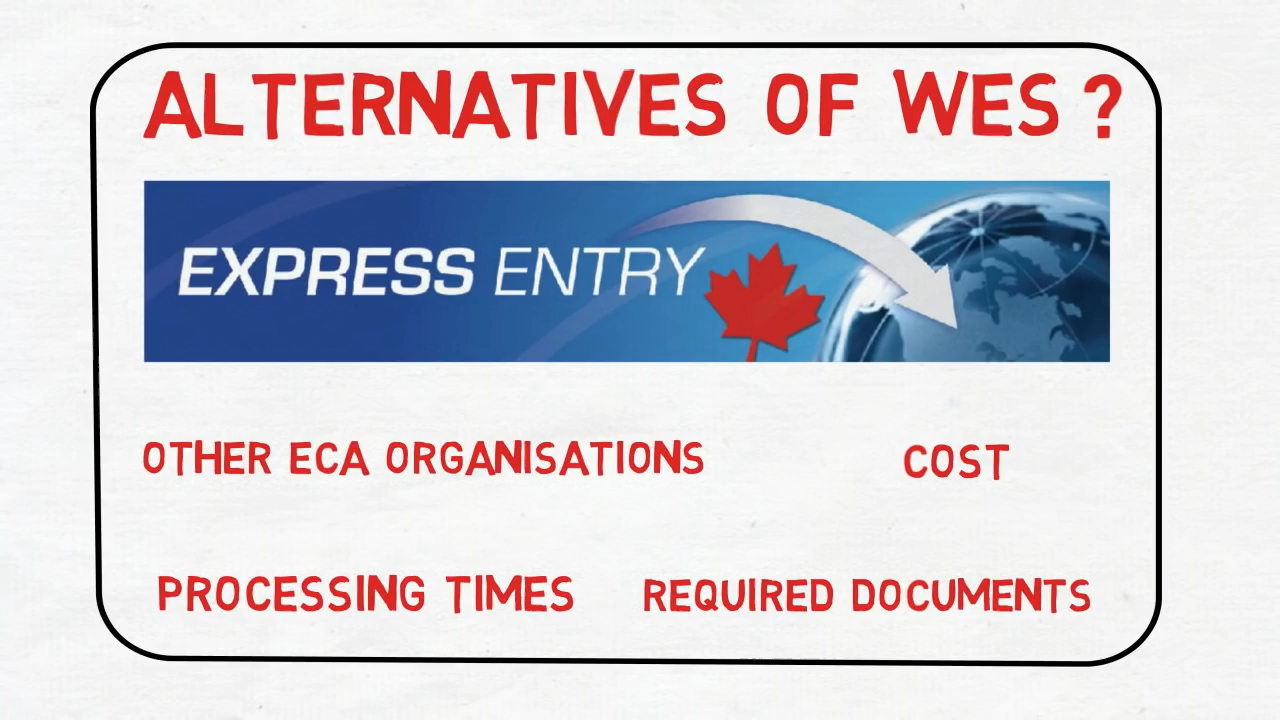 ALTERNATIVES OF WES ?
EXPRESS ENTRY
OTHER ECA ORGANISATIONS
COST
PROCESSING TIMES
REQUIRED DOCUMENTS